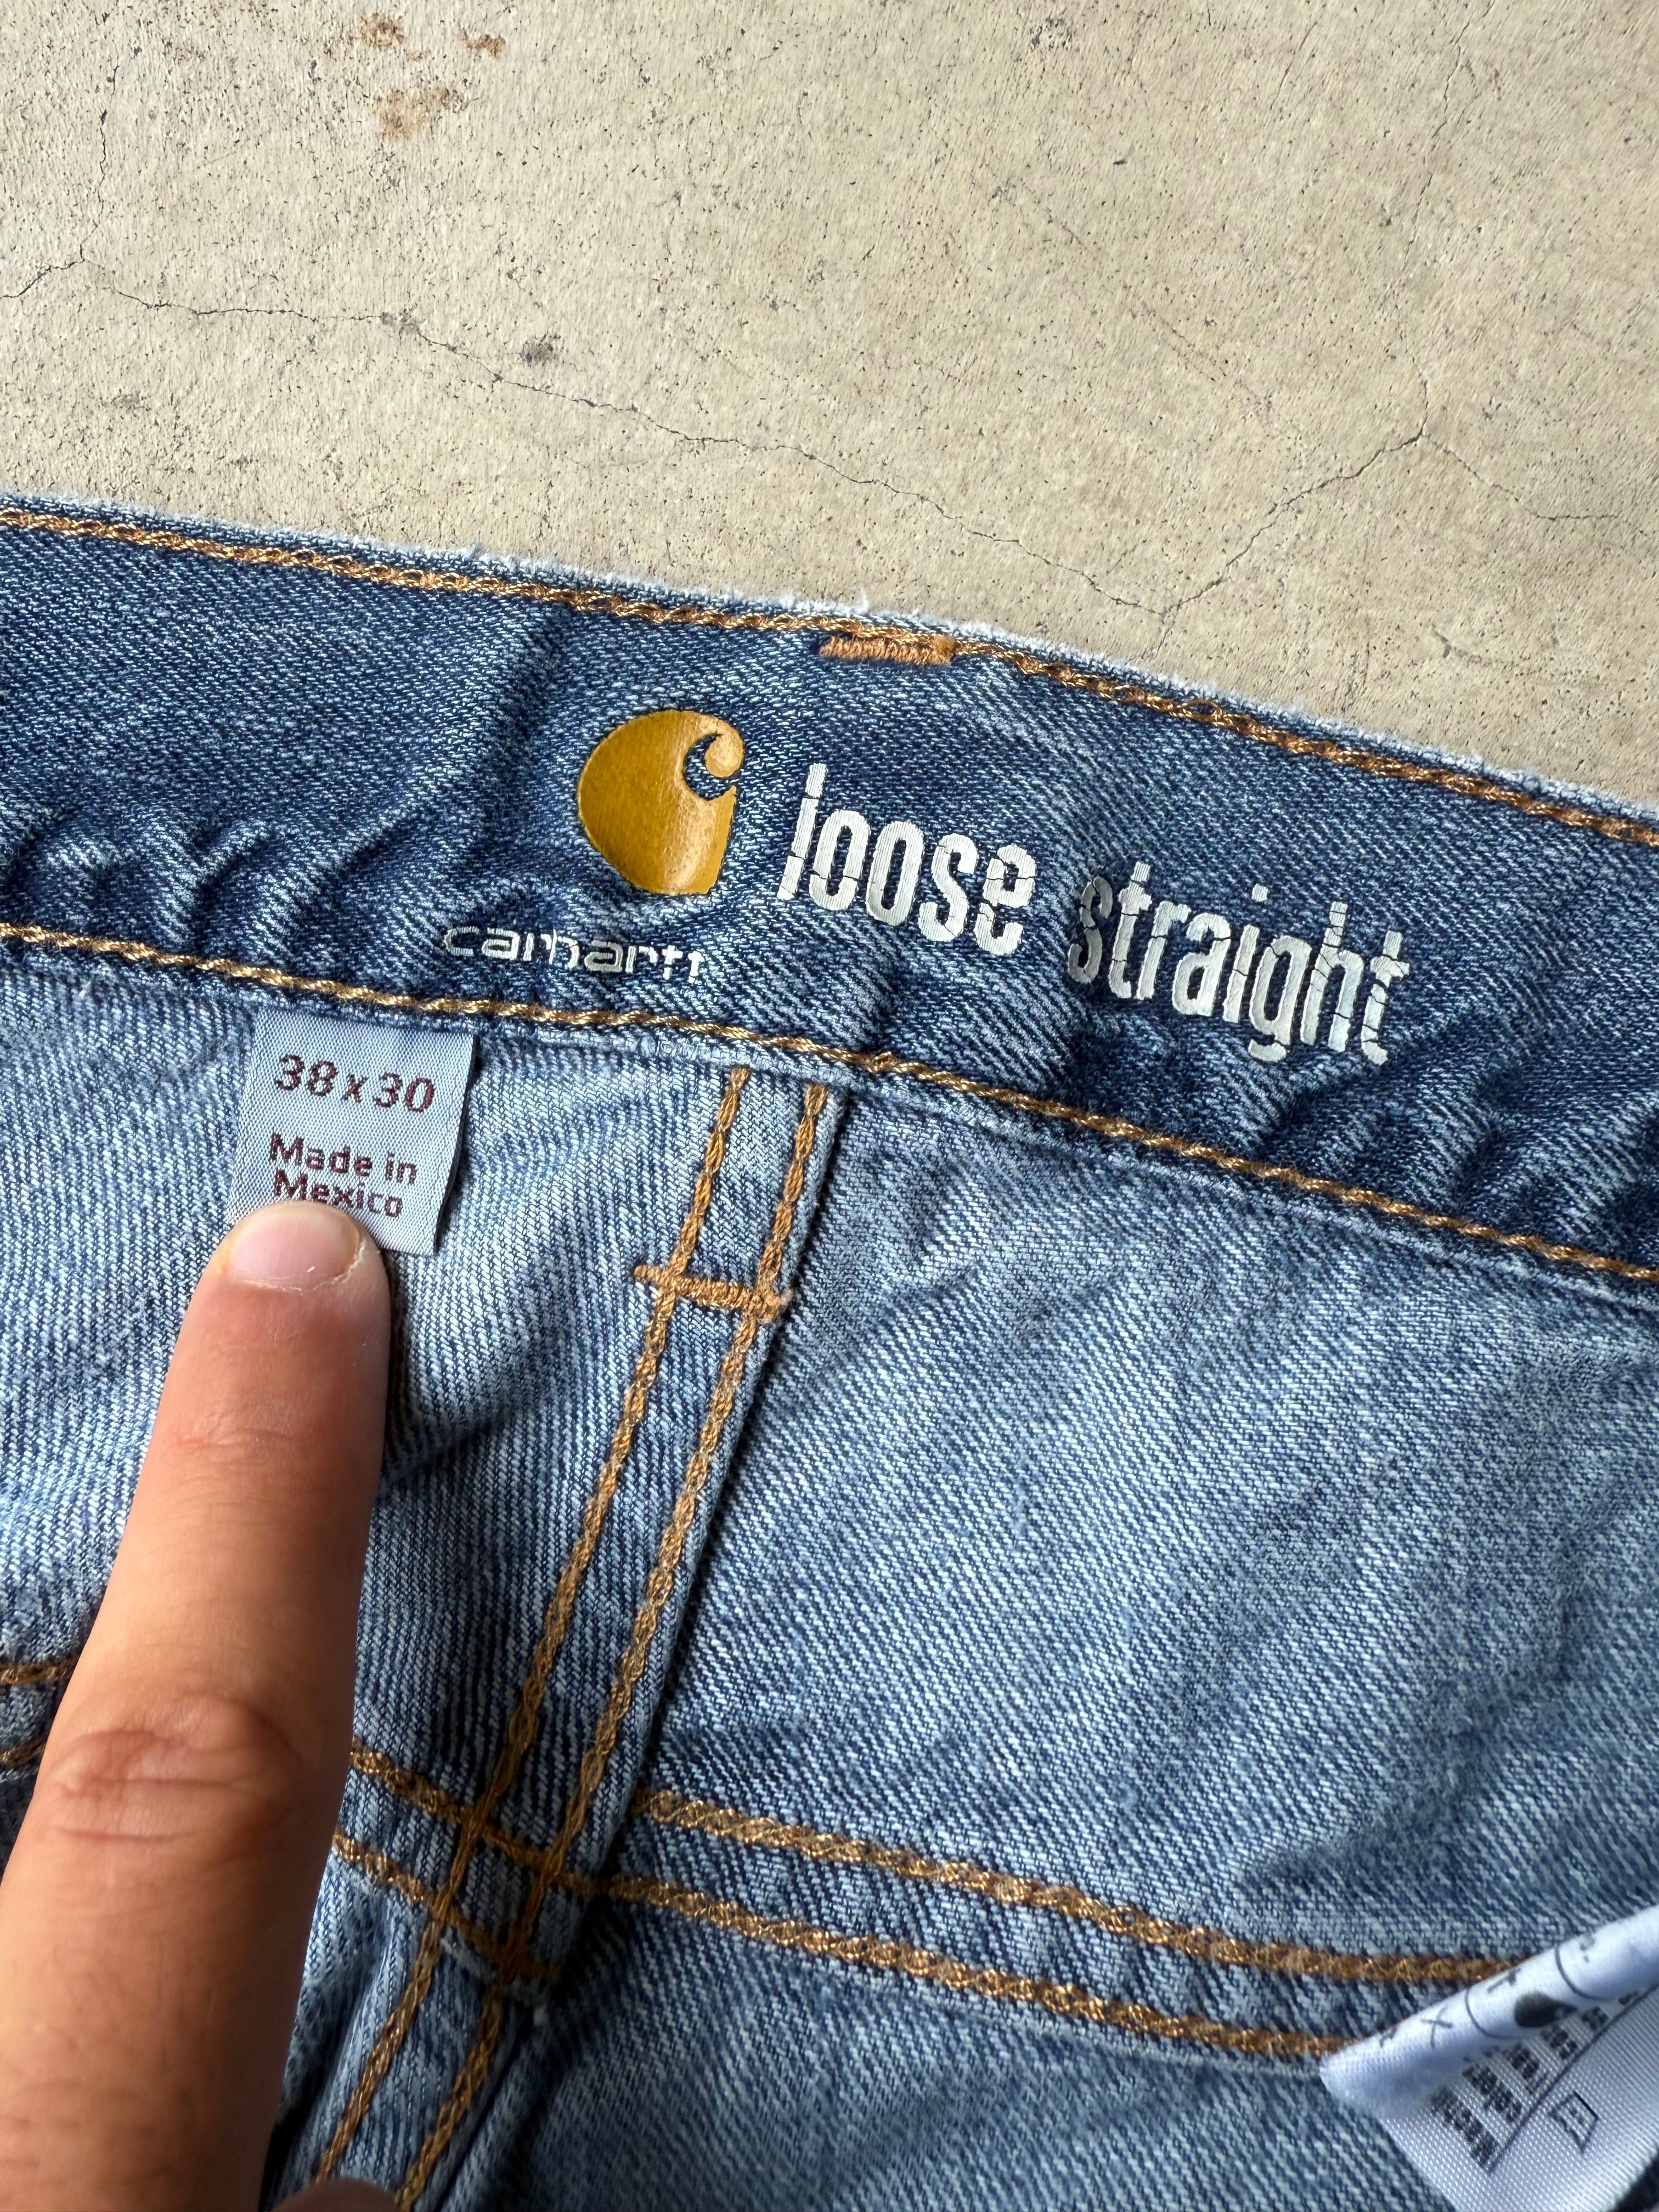 loose straight
carhartt
38 x 30
Made in
Mexico